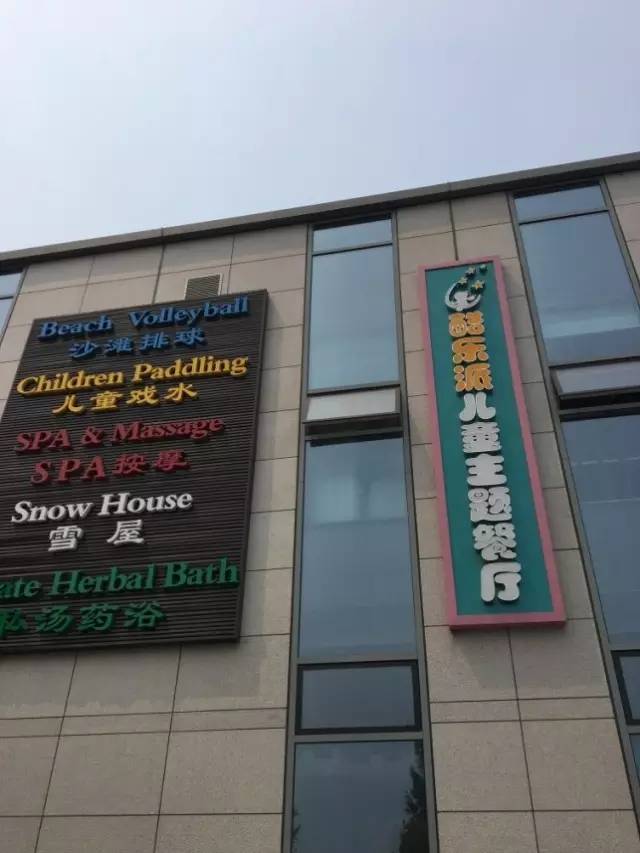 Beach Volleyball
沙滩排球
Children Paddling
儿童戏水
SPA & Massage
SPA按摩
Snow House
雪屋
Herbal Bath
私汤药浴
酷乐派儿童主题餐厅